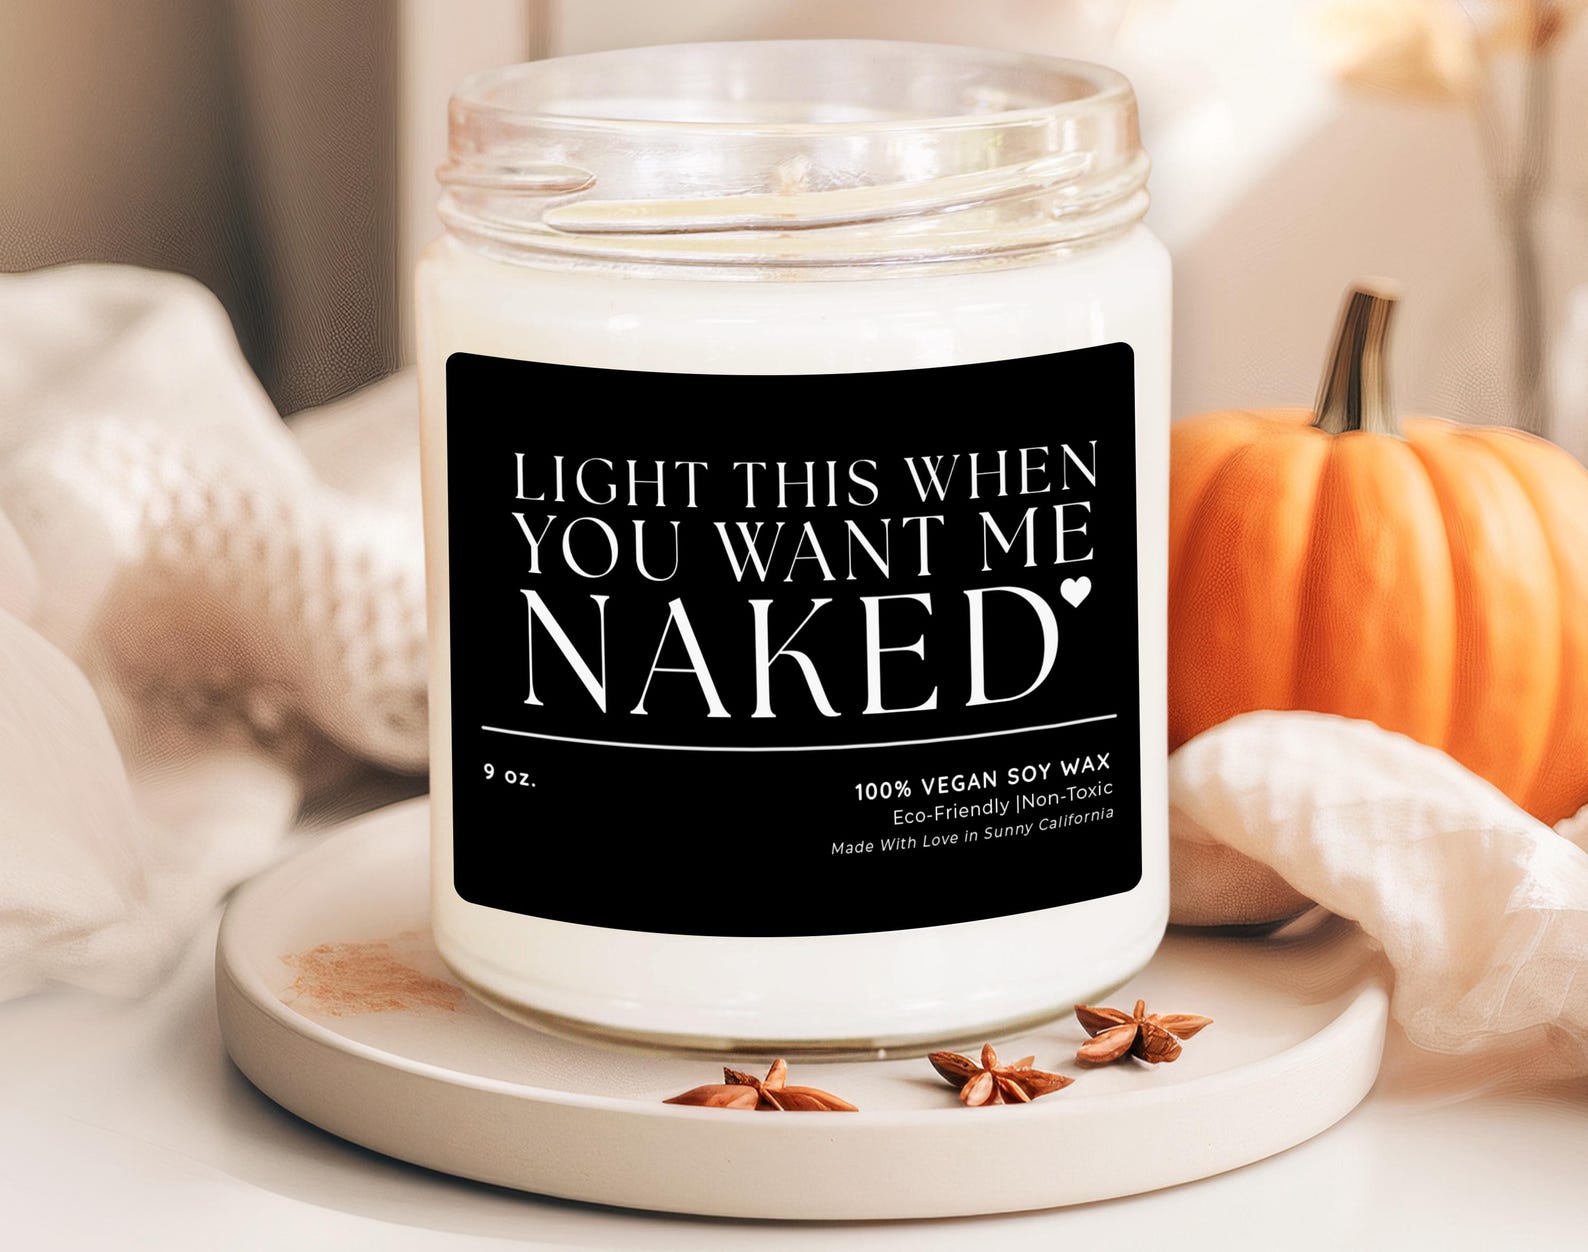 LIGHT THIS WHEN
YOU WANT ME
NAKED
9 oz.
100% VEGAN SOY WAX
Eco-Friendly |Non-Toxic
Made With Love in Sunny California